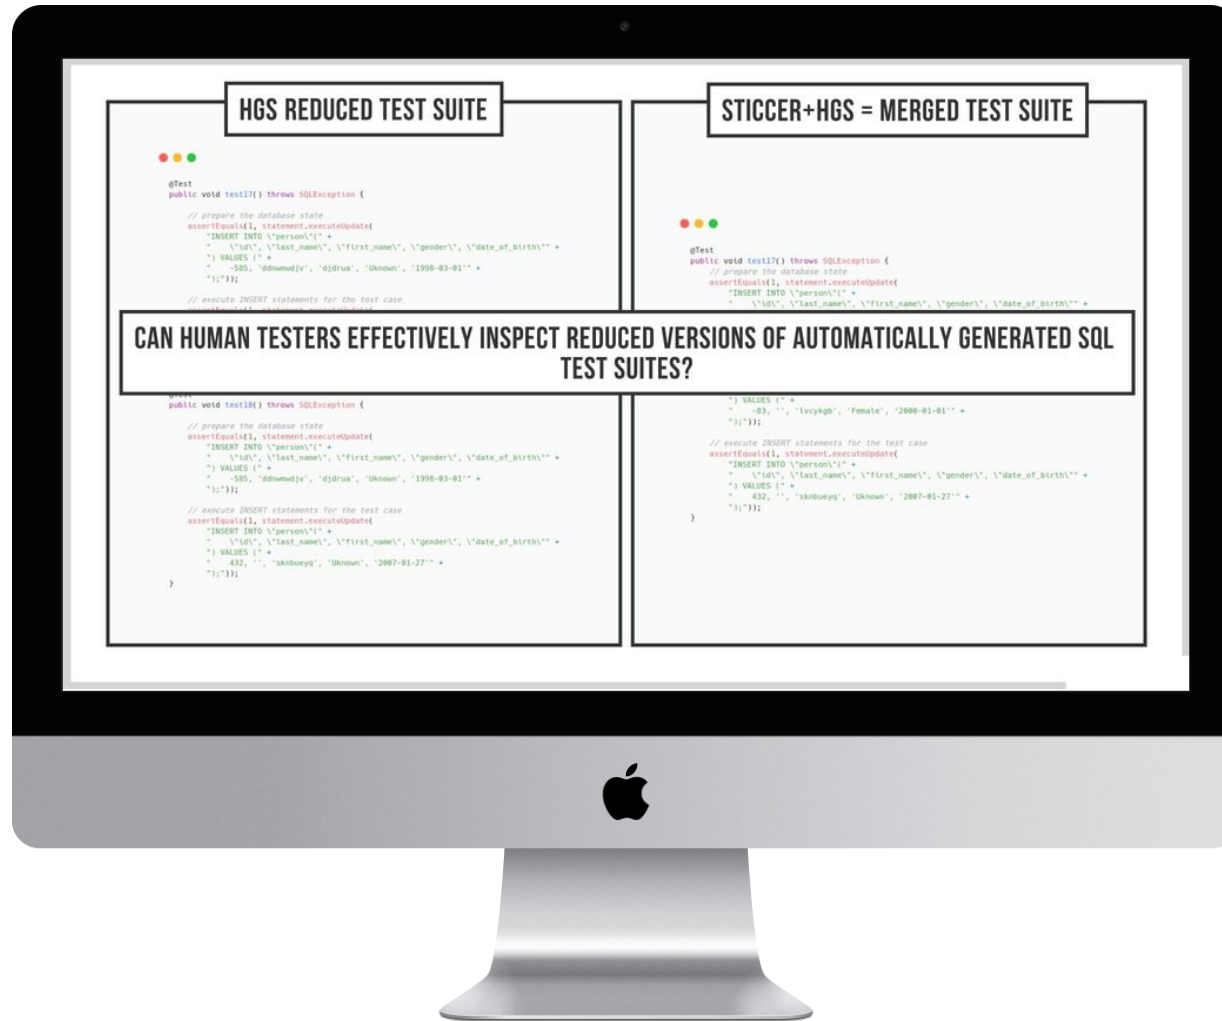 HGS REDUCED TEST SUITE
@Test
public void test17() throws SQLException {
// prepare the database state
assertEquals(1, statement.executeUpdate(
"INSERT INTO \"person\"(" +
" \"id\", \"last_name\", \"first_name\", \"gender\", \"date_of_birth\"" +
") VALUES (" +
" -585, 'ddnwmwdjv', 'djdrua', 'Uknown', '1990-03-01'" +
");"));
// execute INSERT statements for the test case
STICCER+HGS = MERGED TEST SUITE
@Test
public void test17() throws SQLException {
// prepare the database state
assertEquals(1, statement.executeUpdate(
"INSERT INTO \"person\"(" +
" \"id\", \"last_name\", \"first_name\", \"gender\", \"date_of_birth\"" +
CAN HUMAN TESTERS EFFECTIVELY INSPECT REDUCED VERSIONS OF AUTOMATICALLY GENERATED SQL
TEST SUITES?
public void test18() throws SQLException {
// prepare the database state
assertEquals(1, statement.executeUpdate(
"INSERT INTO \"person\"(" +
" \"id\", \"last_name\", \"first_name\", \"gender\", \"date_of_birth\"" +
") VALUES (" +
" -585, 'ddnwmwdjv', 'djdrua', 'Uknown', '1990-03-01'" +
");"));
// execute INSERT statements for the test case
assertEquals(1, statement.executeUpdate(
"INSERT INTO \"person\"(" +
" \"id\", \"last_name\", \"first_name\", \"gender\", \"date_of_birth\"" +
") VALUES (" +
" 432, '', 'sknbueyq', 'Uknown', '2007-01-27'" +
");"));
}
") VALUES (" +
" -83, '', 'lvcykgb', 'Female', '2000-01-01'" +
");"));
// execute INSERT statements for the test case
assertEquals(1, statement.executeUpdate(
"INSERT INTO \"person\"(" +
" \"id\", \"last_name\", \"first_name\", \"gender\", \"date_of_birth\"" +
") VALUES (" +
" 432, '', 'sknbueyq', 'Uknown', '2007-01-27'" +
");"));
}